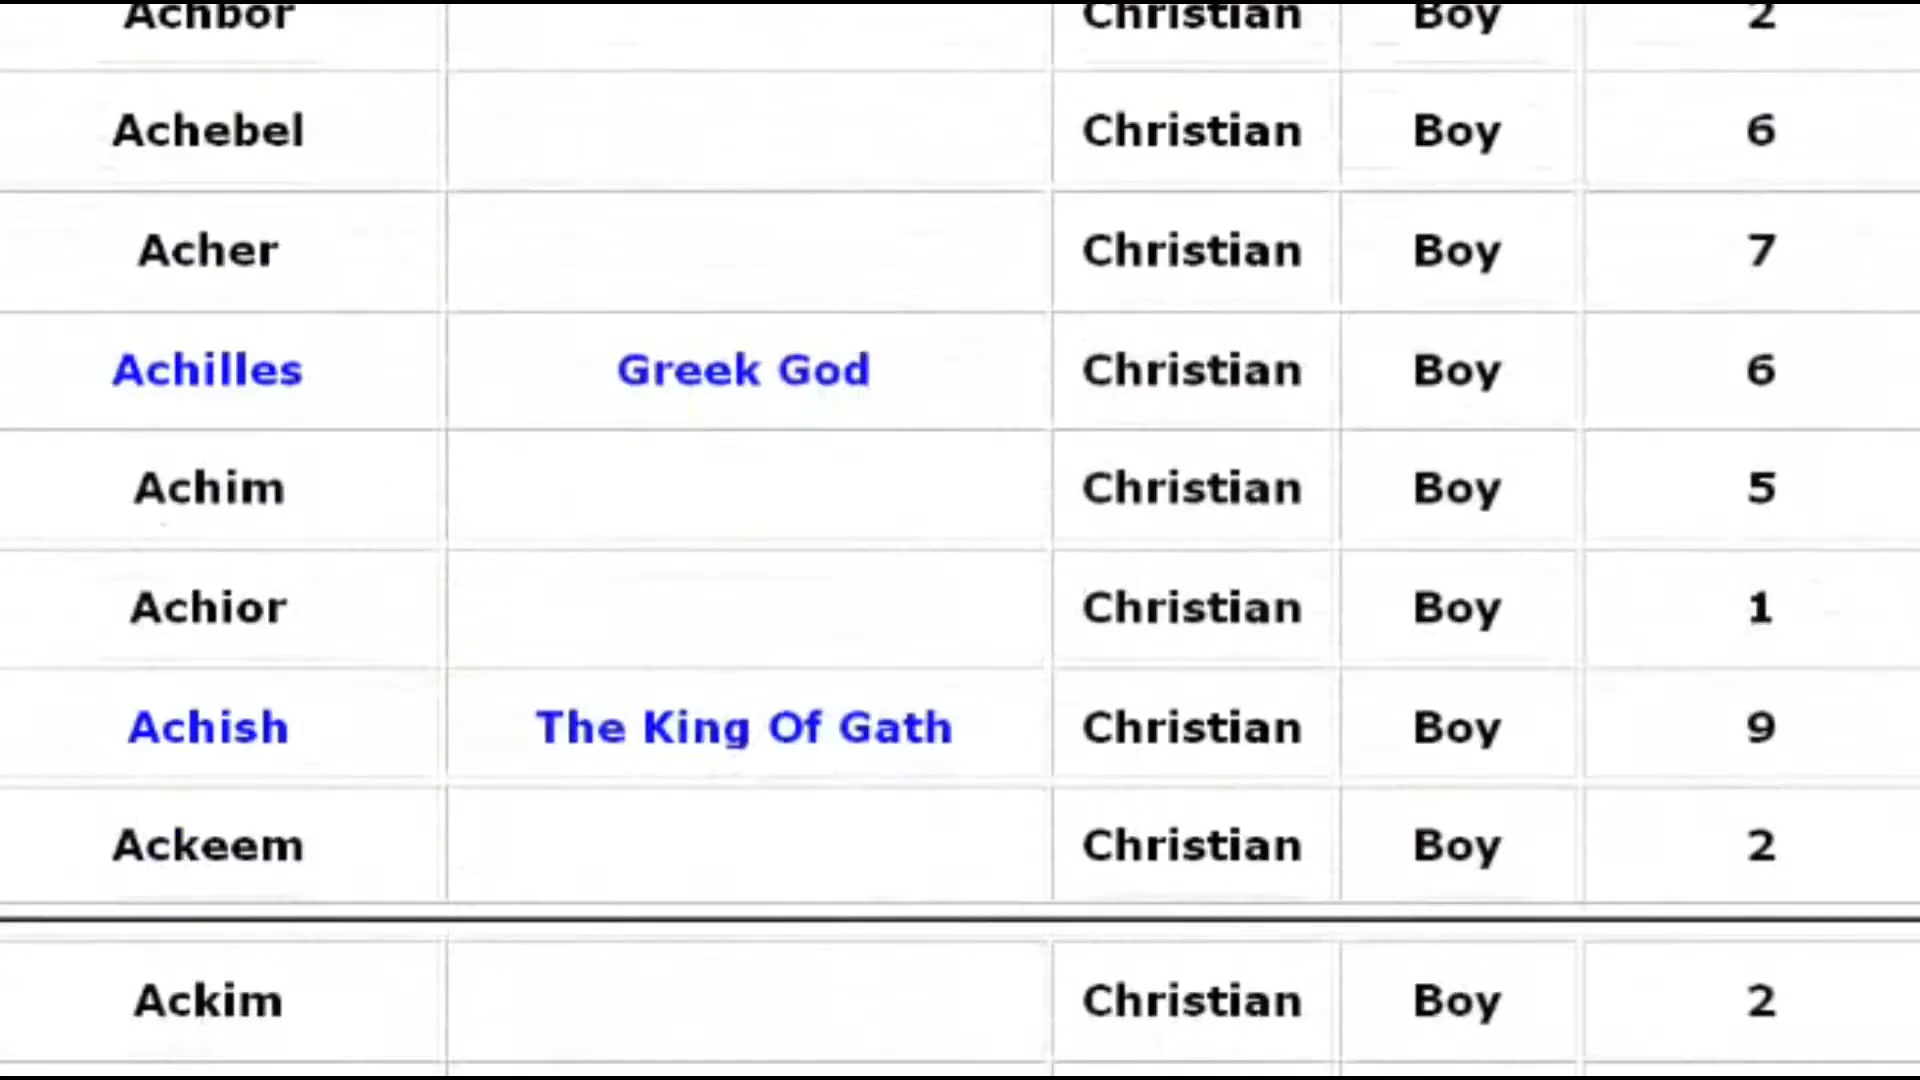 Achbor Christian Boy 2
Achebel Christian Boy 6
Acher Christian Boy 7
Achilles Greek God Christian Boy 6
Achim Christian Boy 5
Achior Christian Boy 1
Achish The King Of Gath Christian Boy 9
Ackeem Christian Boy 2
Ackim Christian Boy 2